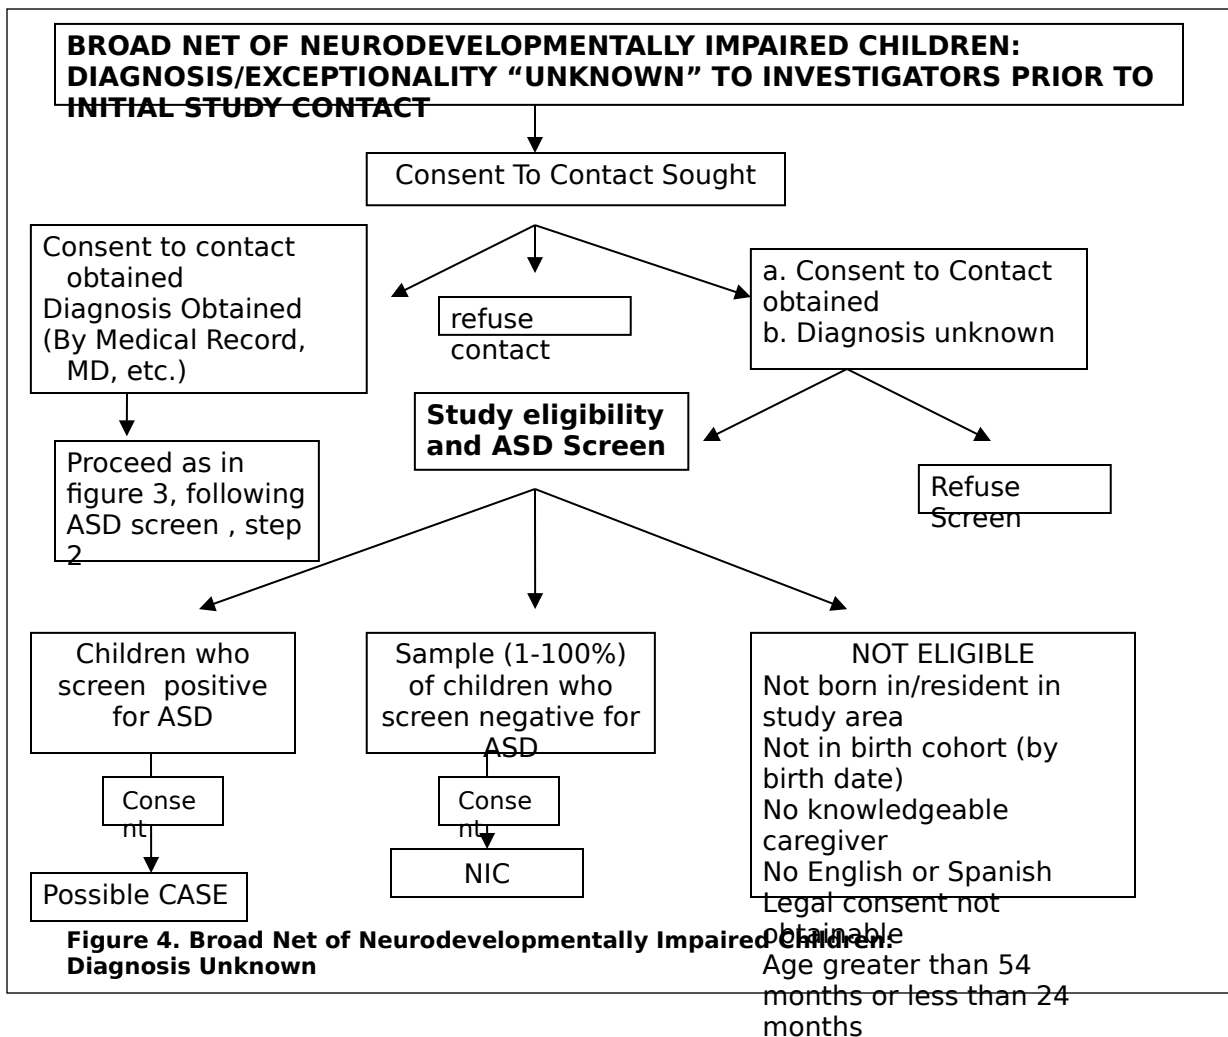 BROAD NET OF NEURODEVELOPMENTALLY IMPAIRED CHILDREN:
DIAGNOSIS/EXCEPTIONALITY “UNKNOWN” TO INVESTIGATORS PRIOR TO
INITIAL STUDY CONTACT
Consent To Contact Sought
Consent to contact
obtained
Diagnosis Obtained
(By Medical Record,
MD, etc.)
refuse
contact
a. Consent to Contact
obtained
b. Diagnosis unknown
Study eligibility
and ASD Screen
Proceed as in
figure 3, following
ASD screen , step
2
Refuse
Screen
Children who
screen  positive
for ASD
Sample (1-100%)
of children who
screen negative for
ASD
NOT ELIGIBLE
Not born in/resident in
study area
Not in birth cohort (by
birth date)
No knowledgeable
caregiver
No English or Spanish
Legal consent not
obtainable
Age greater than 54
months or less than 24
months
Conse
nt
Conse
nt
Possible CASE
NIC
Figure 4. Broad Net of Neurodevelopmentally Impaired Children:
Diagnosis Unknown